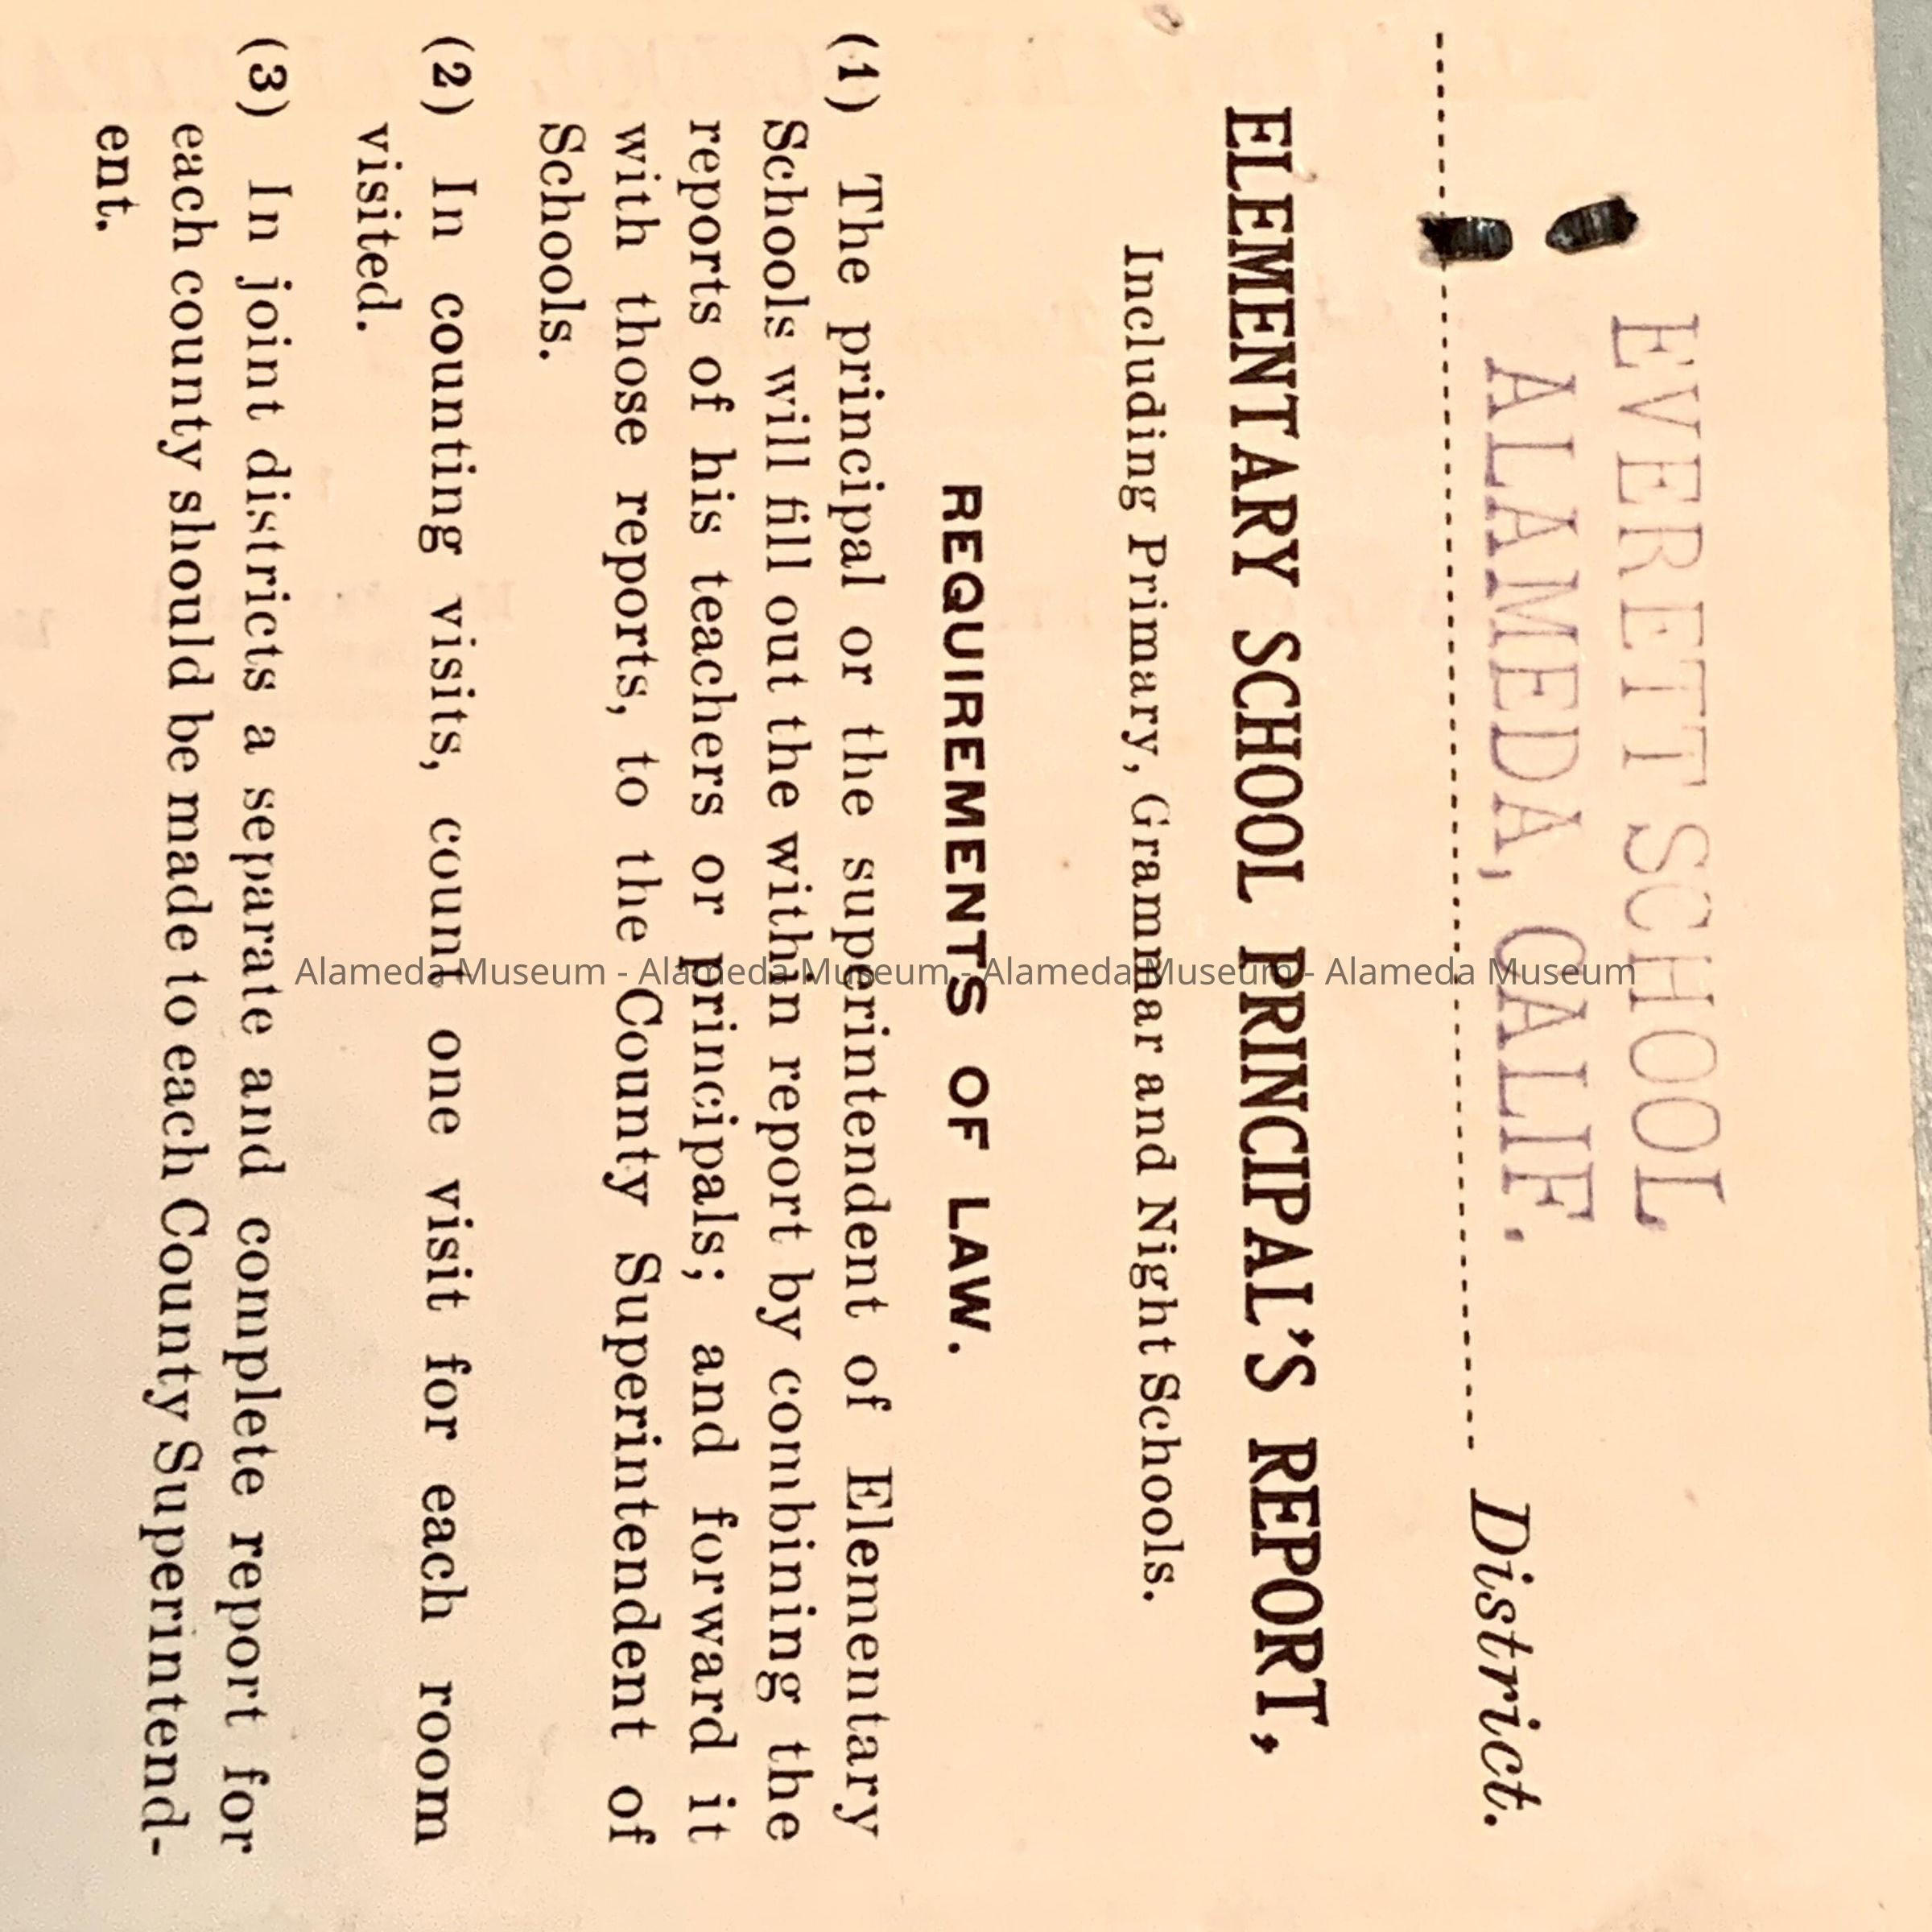 EVERETT SCHOOL
ALAMEDA, CALIF.
District.
ELEMENTARY SCHOOL PRINCIPAL'S REPORT,
Including Primary, Grammar and Night Schools.
REQUIREMENTS OF LAW.
(1) The principal or the superintendent of Elementary
Schools will fill out the within report by combining the
reports of his teachers or principals; and forward it
with those reports, to the County Superintendent of
Schools.
(2) In counting visits, count one visit for each room
visited.
(3) In joint districts a separate and complete report for
each county should be made to each County Superintend-
ent.
Alameda Museum - Alameda Museum - Alameda Museum - Alameda Museum